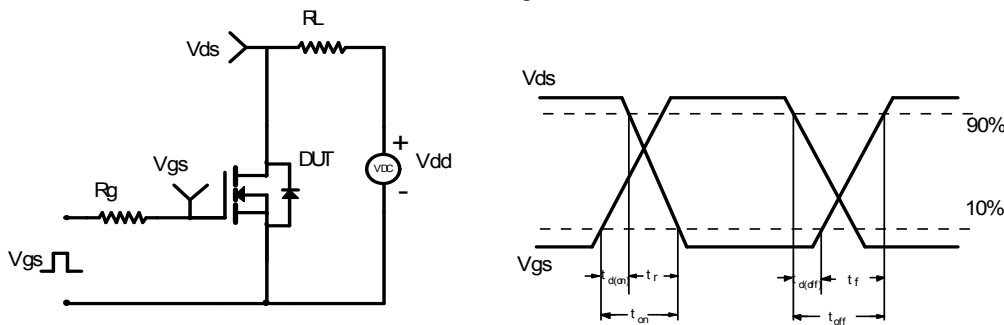 RL
Vds
Vds
90%
+
DUT
Vgs
VDC
Vdd
Rg
-
10%
Vgs
Vgs
td(on) tr
td(off) tf
ton
toff